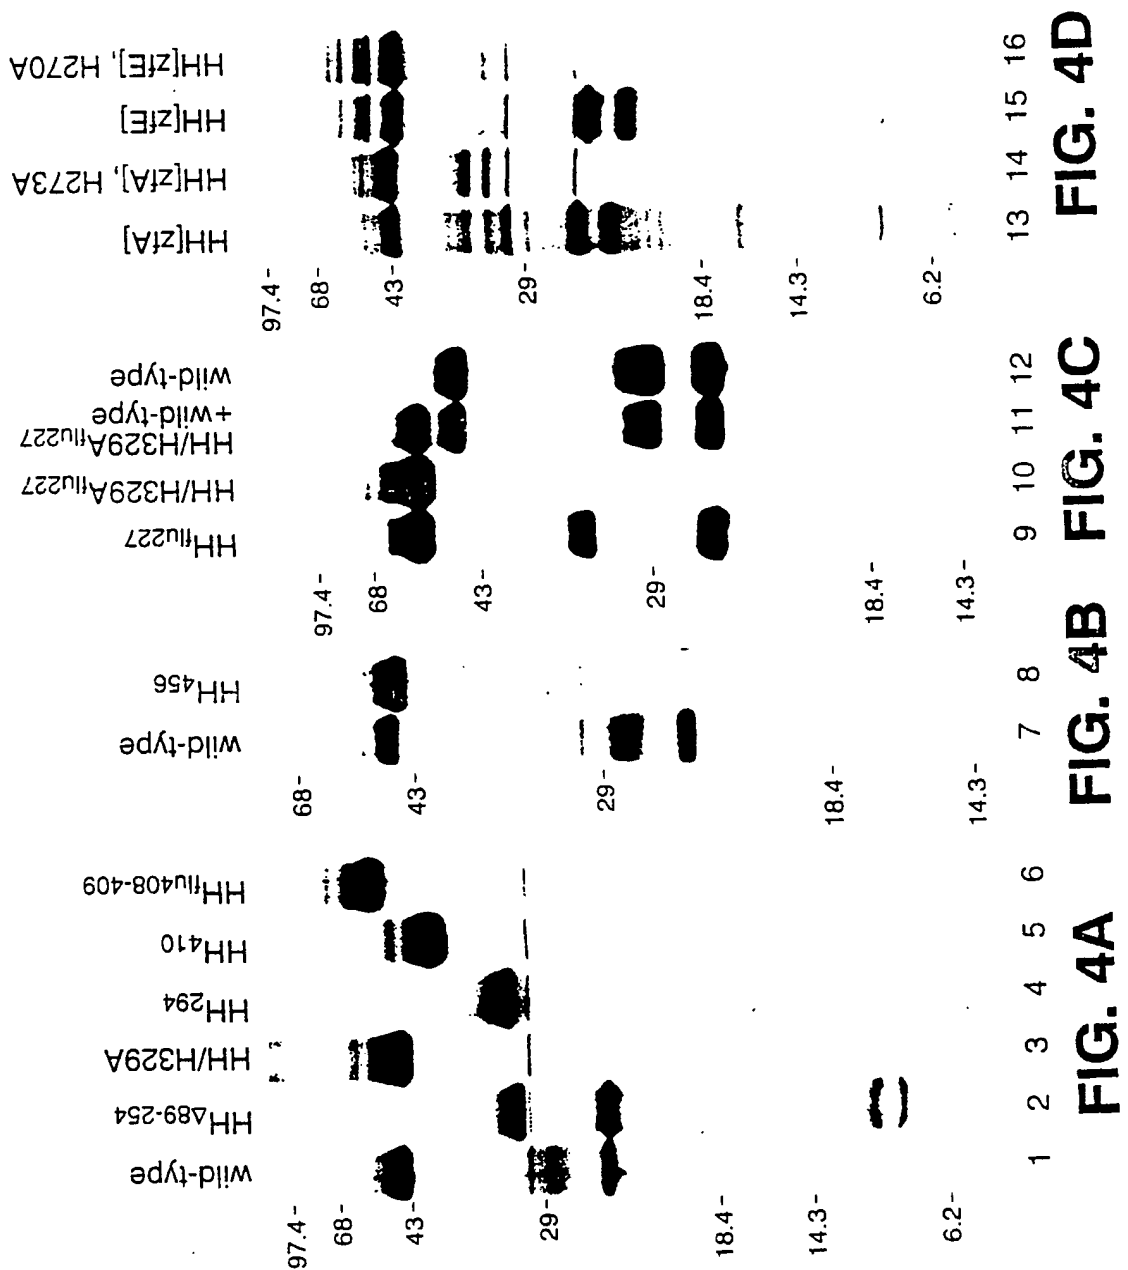 wild-type
HHΔ89-254
HH/H329A
HH294
HH410
HHflu408-409
97.4-
68-
43-
29-
18.4-
14.3-
6.2-
1 2 3 4 5 6
FIG. 4A
wild-type
HH456
68-
43-
29-
18.4-
14.3-
7 8
FIG. 4B
HHflu227
HH/H329Aflu227
HH/H329Aflu227
+wild-type
wild-type
97.4-
68-
43-
29-
18.4-
14.3-
9 10 11 12
FIG. 4C
HH[zfA]
HH[zfA], H273A
HH[zfE]
HH[zfE], H270A
97.4-
68-
43-
29-
18.4-
14.3-
6.2-
13 14 15 16
FIG. 4D